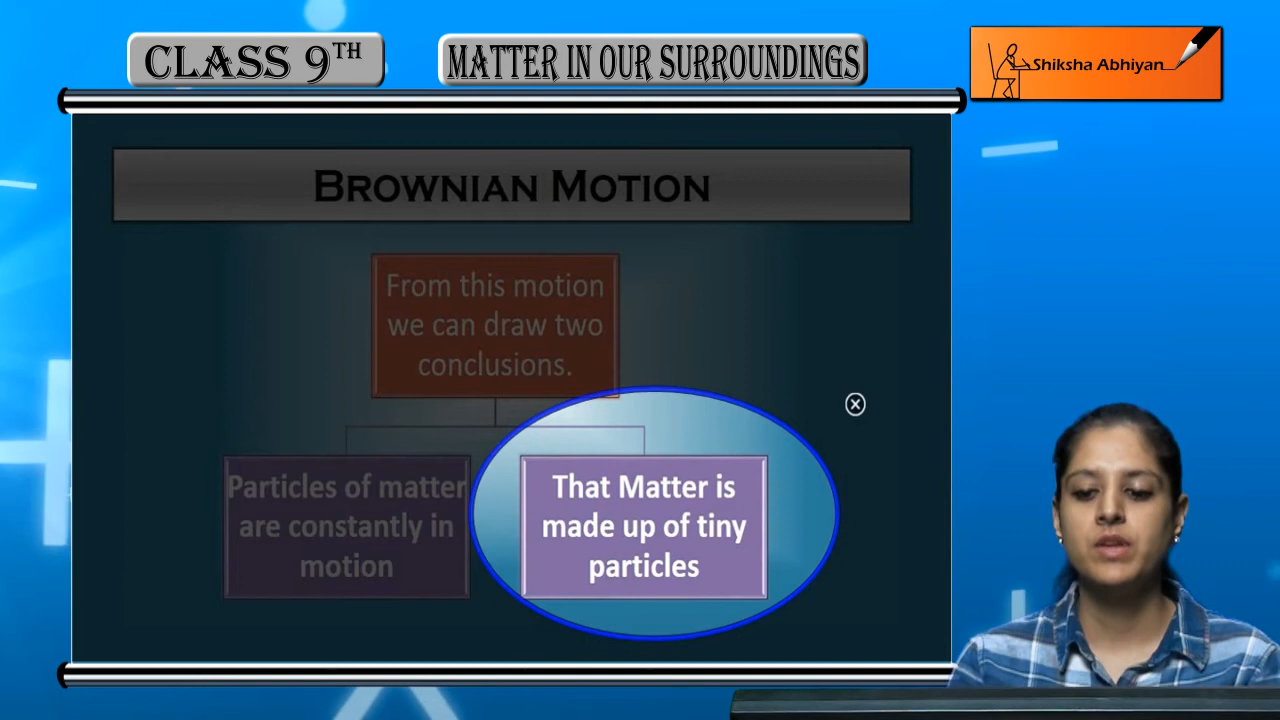 CLASS 9TH
MATTER IN OUR SURROUNDINGS
Shiksha Abhiyan
BROWNIAN MOTION
From this motion
we can draw two
conclusions.
Particles of matter
are constantly in
motion
That Matter is
made up of tiny
particles